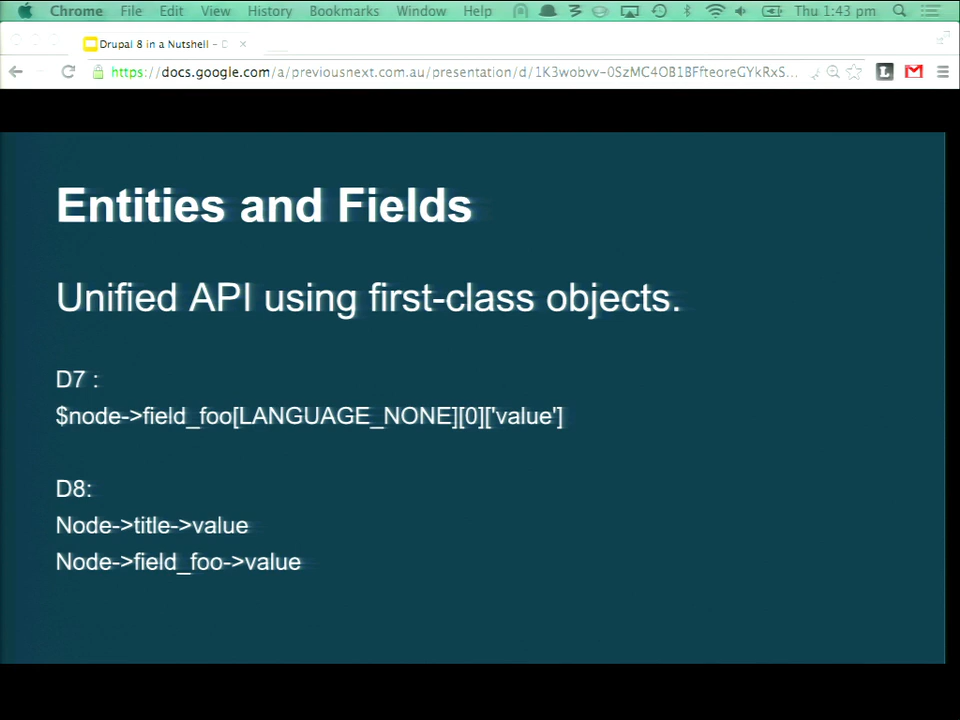 Chrome File Edit View History Bookmarks Window Help Thu 1:43 pm
Drupal 8 in a Nutshell - D
https://docs.google.com/a/previousnext.com.au/presentation/d/1K3wobvv-0SzMC4OB1BFfteoreGYkRxS...
Entities and Fields
Unified API using first-class objects.
D7 :
$node->field_foo[LANGUAGE_NONE][0]['value']
D8:
Node->title->value
Node->field_foo->value